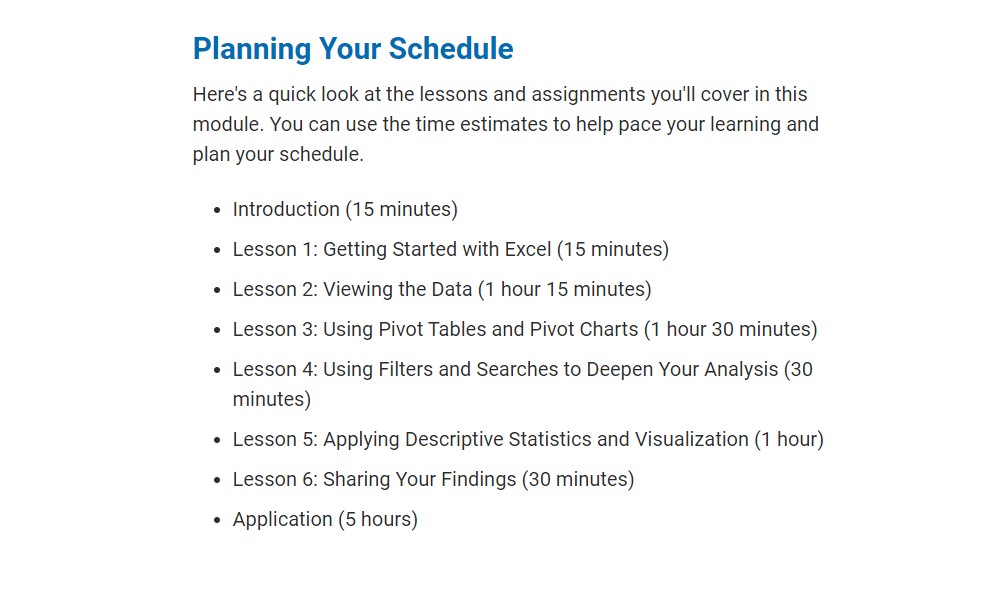 Planning Your Schedule
Here's a quick look at the lessons and assignments you'll cover in this
module. You can use the time estimates to help pace your learning and
plan your schedule.
• Introduction (15 minutes)
• Lesson 1: Getting Started with Excel (15 minutes)
• Lesson 2: Viewing the Data (1 hour 15 minutes)
• Lesson 3: Using Pivot Tables and Pivot Charts (1 hour 30 minutes)
• Lesson 4: Using Filters and Searches to Deepen Your Analysis (30
minutes)
• Lesson 5: Applying Descriptive Statistics and Visualization (1 hour)
• Lesson 6: Sharing Your Findings (30 minutes)
• Application (5 hours)